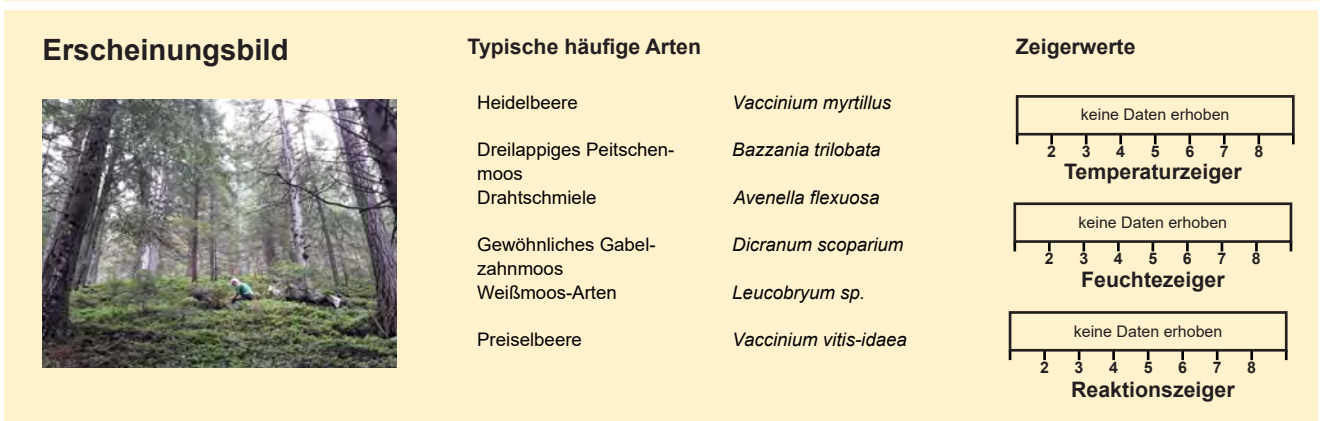 Erscheinungsbild
Typische häufige Arten
Heidelbeere Vaccinium myrtillus
Dreilappiges Peitschen-
moos Bazzania trilobata
Drahtschmiele Avenella flexuosa
Gewöhnliches Gabel-
zahnmoos Dicranum scoparium
Weißmoos-Arten Leucobryum sp.
Preiselbeere Vaccinium vitis-idaea
Zeigerwerte
keine Daten erhoben
2 3 4 5 6 7 8
Temperaturzeiger
keine Daten erhoben
2 3 4 5 6 7 8
Feuchtezeiger
keine Daten erhoben
2 3 4 5 6 7 8
Reaktionszeiger